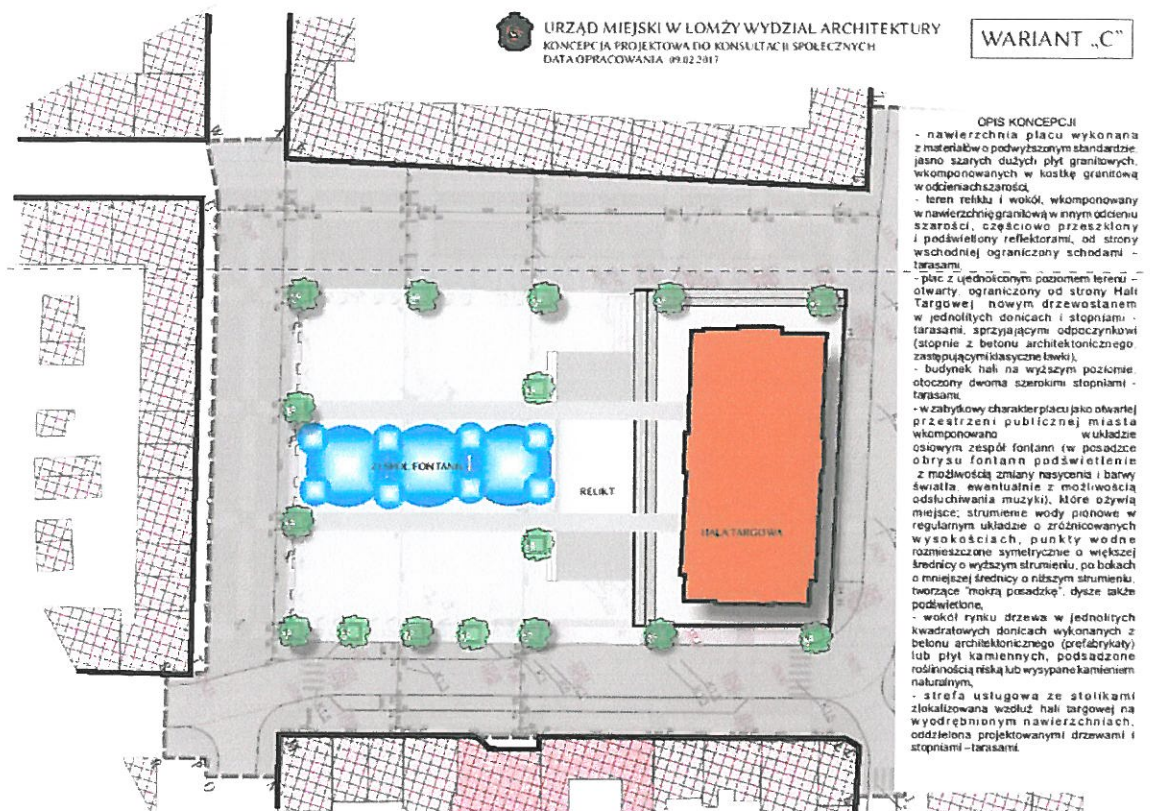 URZĄD MIEJSKI W ŁOMŻY WYDZIAŁ ARCHITEKTURY
KONCEPCJA PROJEKTOWA DO KONSULTACJI SPOŁECZNYCH
DATA OPRACOWANIA 09.02.2017
WARIANT „C”
OPIS KONCEPCJI
- nawierzchnia placu wykonana
z materiałów o podwyższonym standardzie,
jasno szarych dużych płyt granitowych,
wkomponowanych w kostkę granitową
w odcieniach szarości,
- teren reliktu i wokół, wkomponowany
w nawierzchnię granitową w innym odcieniu
szarości, częściowo przeszklony
i podświetlony reflektorami, od strony
wschodniej ograniczony schodami -
tarasami,
- plac z ujednoliconym poziomem terenu -
otwarty, ograniczony od strony Hali
Targowej nowym drzewostanem
w jednolitych donicach i stopniami -
tarasami, sprzyjającymi odpoczynkowi
(stopnie z betonu architektonicznego,
zastępującymi klasyczne ławki),
- budynek hali na wyższym poziomie,
otoczony dwoma szerokimi stopniami -
tarasami,
- w zabytkowy charakter placu jako otwartej
przestrzeni publicznej miasta
wkomponowano w układzie
osiowym zespół fontann (w posadzce
obrysu fontann podświetlenie
z możliwością zmiany nasycenia i barwy
światła, ewentualnie z możliwością
odsłuchiwania muzyki), które ożywią
miejsce; strumienie wody pionowe w
regularnym układzie o zróżnicowanych
wysokościach, punkty wodne
rozmieszczone symetrycznie o większej
średnicy o wyższym strumieniu, po bokach
o mniejszej średnicy o niższym strumieniu,
tworzące "mokrą posadzkę", dysze także
podświetlone,
- wokół rynku drzewa w jednolitych
kwadratowych donicach wykonanych z
betonu architektonicznego (prefabrykaty)
lub płyt kamiennych, podsadzone
roślinnością niską lub wysypane kamieniem
naturalnym,
- strefa usługowa ze stolikami
zlokalizowana wzdłuż hali targowej na
wyodrębnionym nawierzchniach,
oddzielona projektowanymi drzewami i
stopniami – tarasami.
ZESPÓŁ FONTANN
RELIKT
HALA TARGOWA